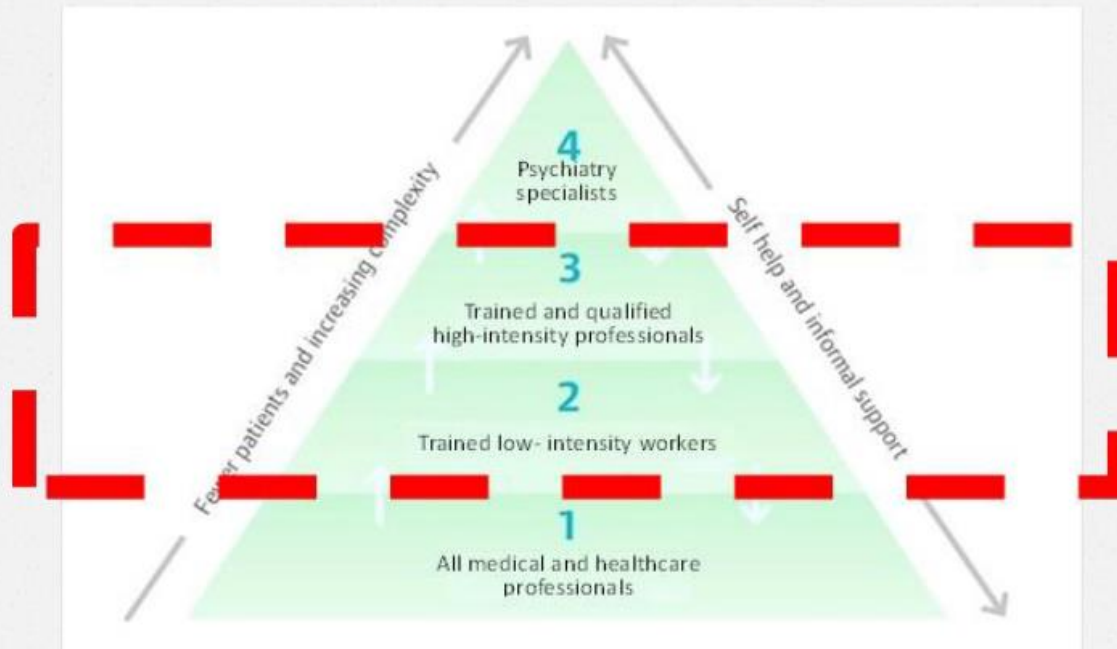 4
Psychiatry
specialists
3
Trained and qualified
high-intensity professionals
2
Trained low- intensity workers
1
All medical and healthcare
professionals
Fewer patients and increasing complexity
Self help and informal support